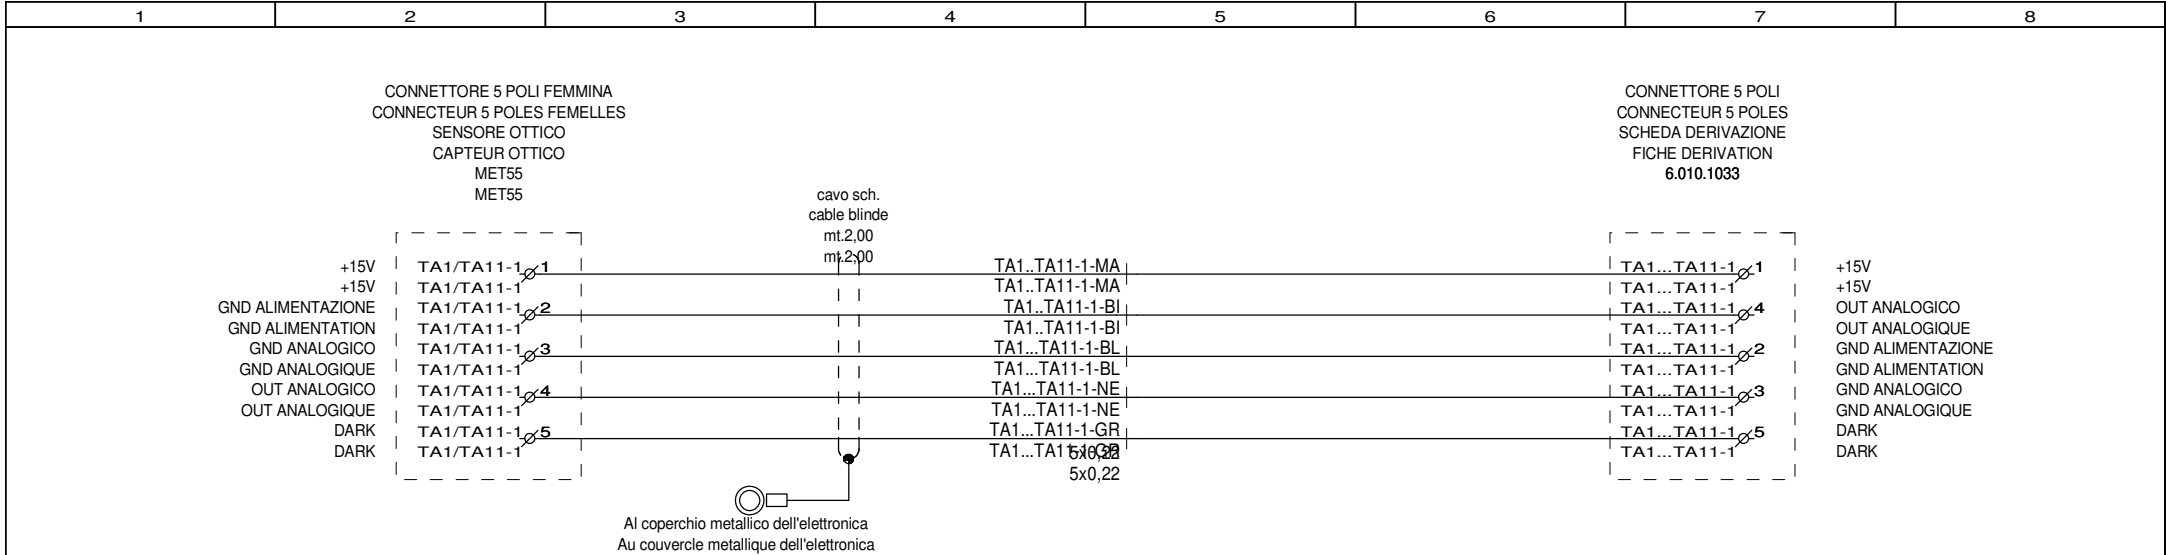 1 2 3 4 5 6 7 8
CONNETTORE 5 POLI FEMMINA
CONNECTEUR 5 POLES FEMELLES
SENSORE OTTICO
CAPTEUR OTTICO
MET55
MET55
CONNETTORE 5 POLI
CONNECTEUR 5 POLES
SCHEDA DERIVAZIONE
FICHE DERIVATION
6.010.1033
cavo sch.
cable blinde
mt.2,00
mt.2,00
+15V TA1/TA11-1 1 TA1..TA11-1-MA TA1...TA11-1 1 +15V
+15V TA1/TA11-1 TA1..TA11-1-MA TA1...TA11-1 +15V
GND ALIMENTAZIONE TA1/TA11-1 2 TA1...TA11-1-BI TA1...TA11-1 4 OUT ANALOGICO
GND ALIMENTATION TA1/TA11-1 TA1...TA11-1-BI TA1...TA11-1 OUT ANALOGIQUE
GND ANALOGICO TA1/TA11-1 3 TA1...TA11-1-BL TA1...TA11-1 2 GND ALIMENTAZIONE
GND ANALOGIQUE TA1/TA11-1 TA1...TA11-1-BL TA1...TA11-1 GND ALIMENTATION
OUT ANALOGICO TA1/TA11-1 4 TA1...TA11-1-NE TA1...TA11-1 3 GND ANALOGICO
OUT ANALOGIQUE TA1/TA11-1 TA1...TA11-1-NE TA1...TA11-1 GND ANALOGIQUE
DARK TA1/TA11-1 5 TA1...TA11-1-GR TA1...TA11-1 5 DARK
DARK TA1/TA11-1 TA1...TA11-1-GR TA1...TA11-1 DARK
5x0,22
5x0,22
Al coperchio metallico dell'elettronica
Au couvercle metallique dell'elettronica